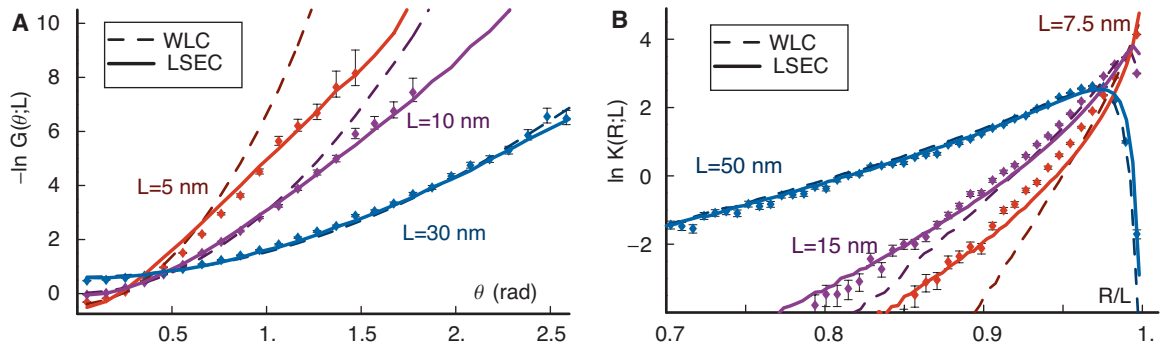 A
−ln G(θ;L)
10
8
6
4
2
0
WLC
LSEC
L=5 nm
L=10 nm
L=30 nm
θ (rad)
0.5
1.
1.5
2.
2.5
B
ln K(R;L)
4
2
0
−2
WLC
LSEC
L=7.5 nm
L=50 nm
L=15 nm
R/L
0.7
0.8
0.9
1.